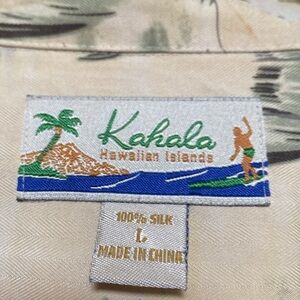 Kahala
Hawaiian Islands
100% SILK
L
MADE IN CHINA